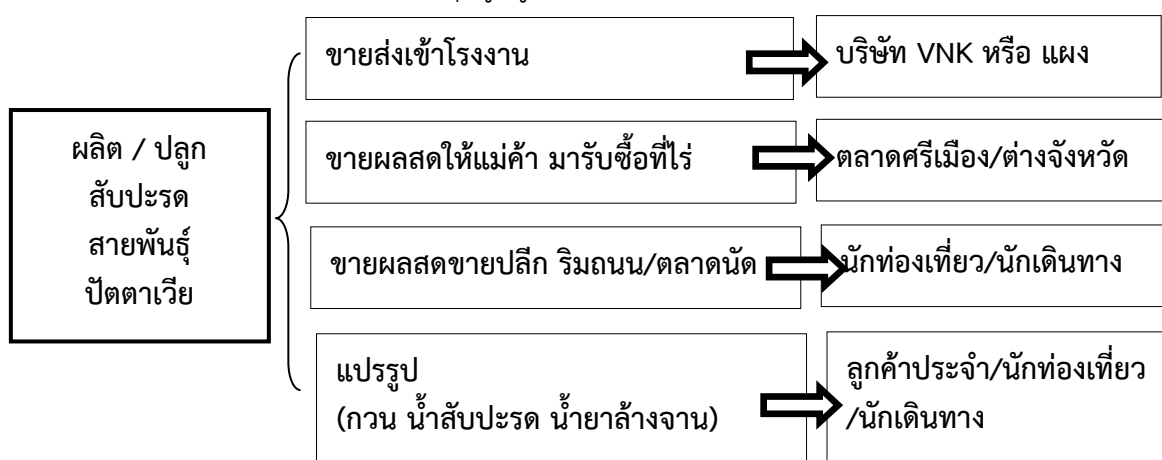 ผลิต / ปลูก
สับปะรด
สายพันธุ์
ปัตตาเวีย
ขายส่งเข้าโรงงาน
บริษัท VNK หรือ แผง
ขายผลสดให้แม่ค้า มารับซื้อที่ไร่
ตลาดศรีเมือง/ต่างจังหวัด
ขายผลสดขายปลีก ริมถนน/ตลาดนัด
นักท่องเที่ยว/นักเดินทาง
แปรรูป
(กวน น้ำสับปะรด น้ำยาล้างจาน)
ลูกค้าประจำ/นักท่องเที่ยว
/นักเดินทาง